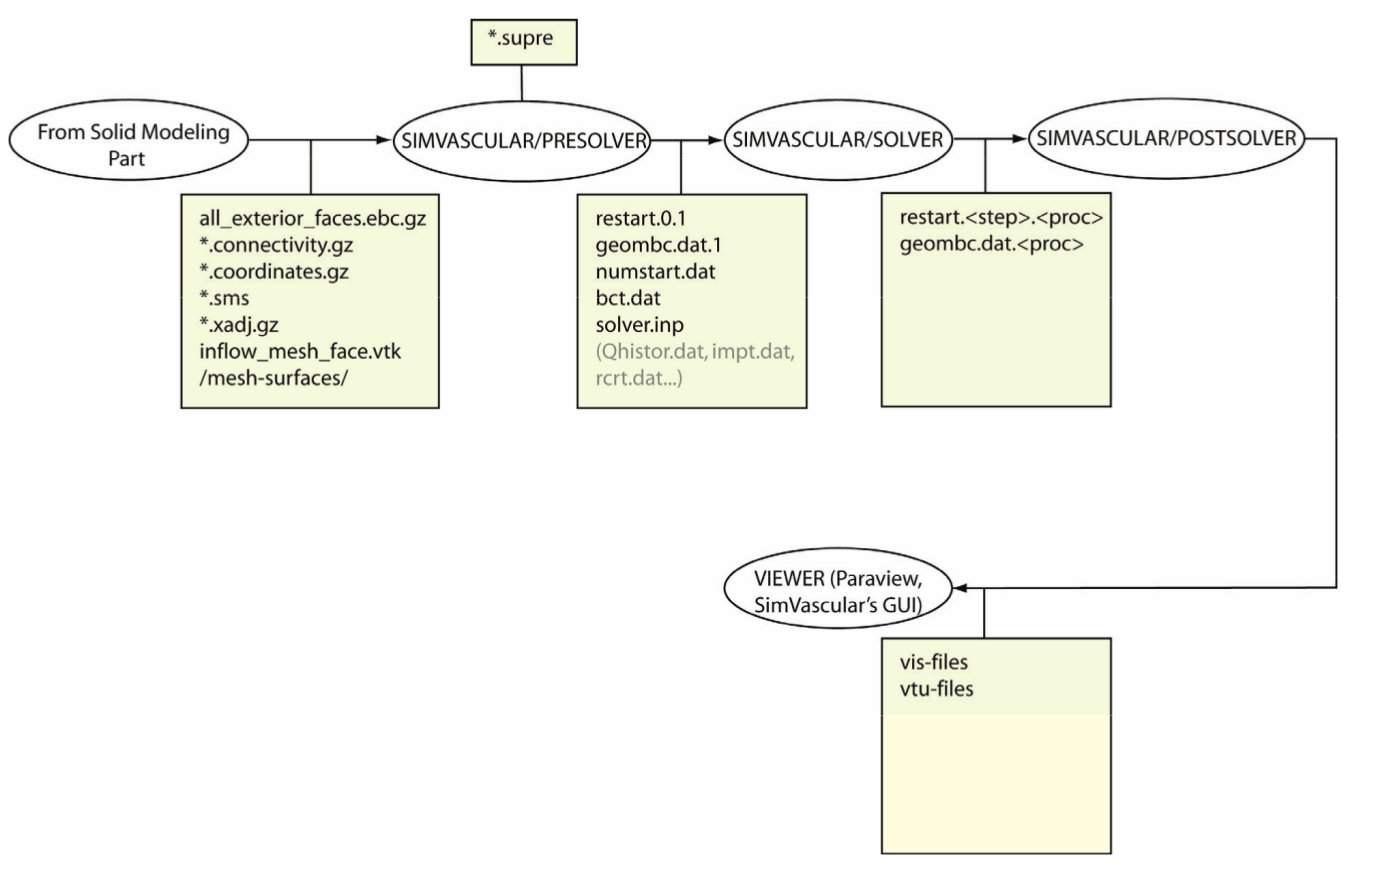 *.supre
From Solid Modeling
Part
SIMVASCULAR/PRESOLVER
SIMVASCULAR/SOLVER
SIMVASCULAR/POSTSOLVER
all_exterior_faces.ebc.gz
*.connectivity.gz
*.coordinates.gz
*.sms
*.xadj.gz
inflow_mesh_face.vtk
/mesh-surfaces/
restart.0.1
geombc.dat.1
numstart.dat
bct.dat
solver.inp
(Qhistor.dat, impt.dat,
rcrt.dat...)
restart.<step>.<proc>
geombc.dat.<proc>
VIEWER (Paraview,
SimVascular’s GUI)
vis-files
vtu-files